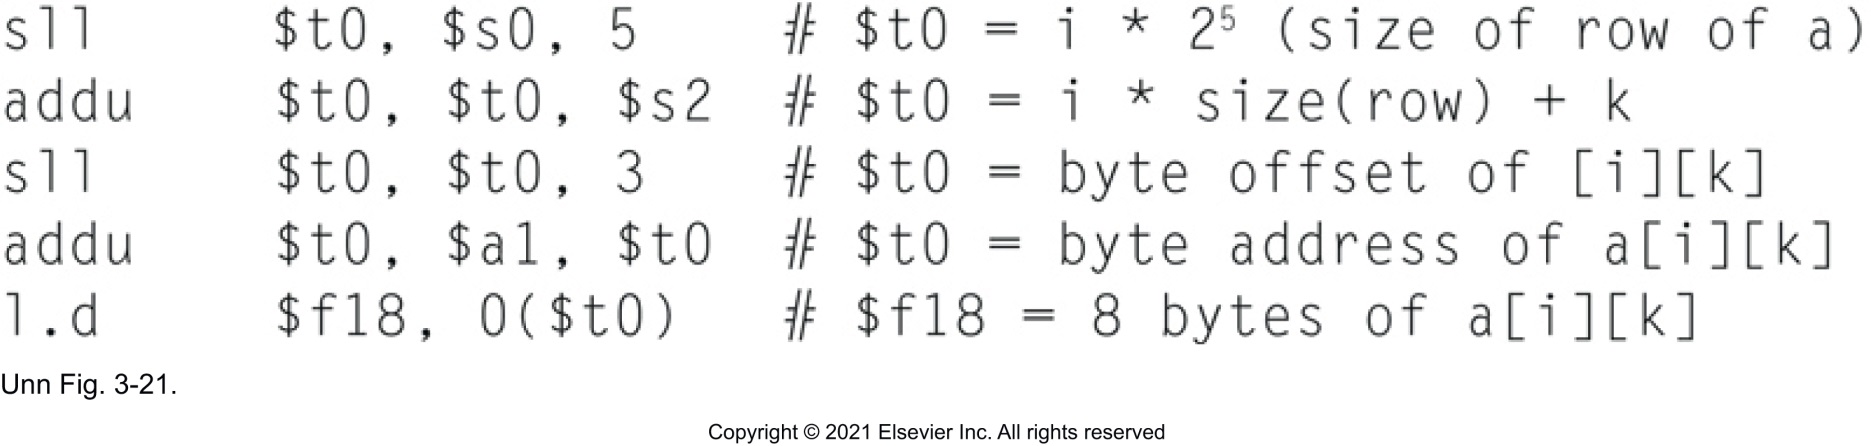 sll $t0, $s0, 5 # $t0 = i * 2⁵ (size of row of a)
addu $t0, $t0, $s2 # $t0 = i * size(row) + k
sll $t0, $t0, 3 # $t0 = byte offset of [i][k]
addu $t0, $a1, $t0 # $t0 = byte address of a[i][k]
l.d $f18, 0($t0) # $f18 = 8 bytes of a[i][k]
Unn Fig. 3-21.
Copyright © 2021 Elsevier Inc. All rights reserved